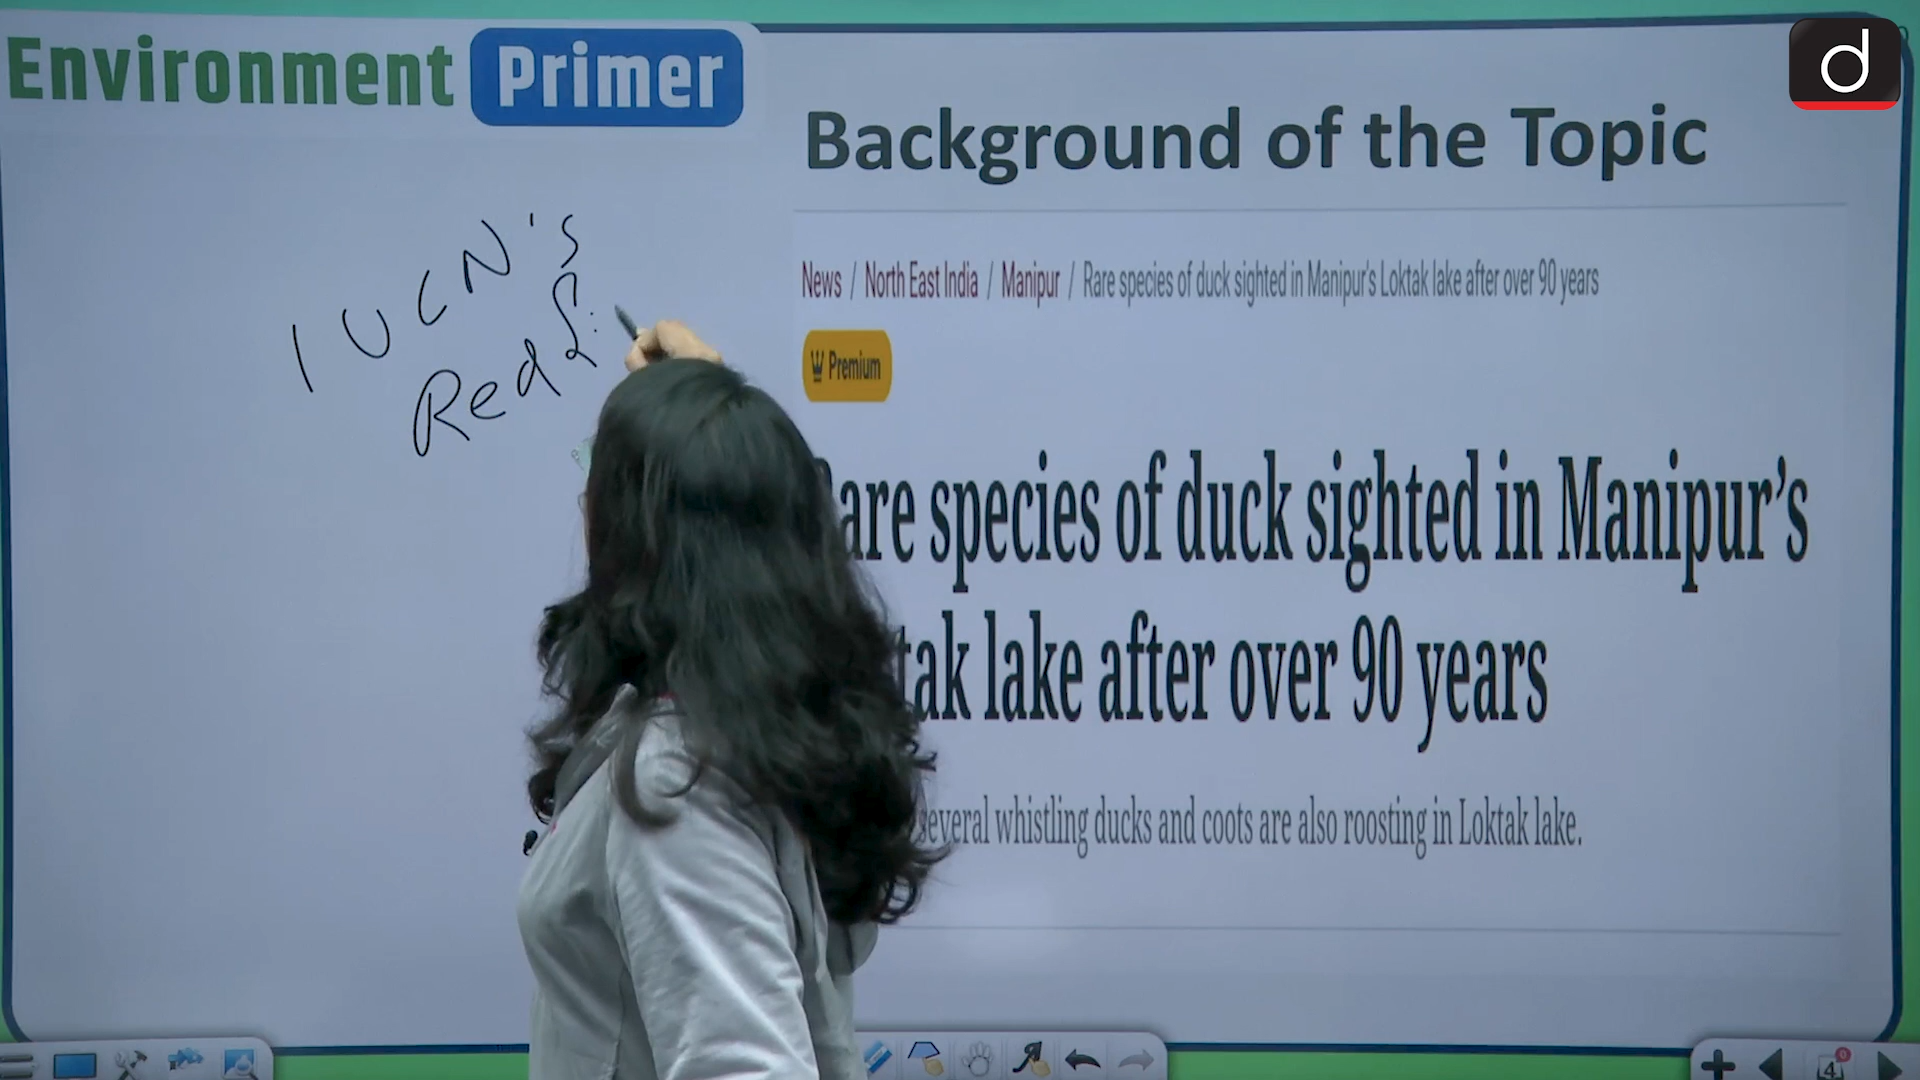 Environment Primer
d
Background of the Topic
IUCN's
Red
News / North East India / Manipur / Rare species of duck sighted in Manipur's Loktak lake after over 90 years
Premium
are species of duck sighted in Manipur's
tak lake after over 90 years
several whistling ducks and coots are also roosting in Loktak lake.
4
0